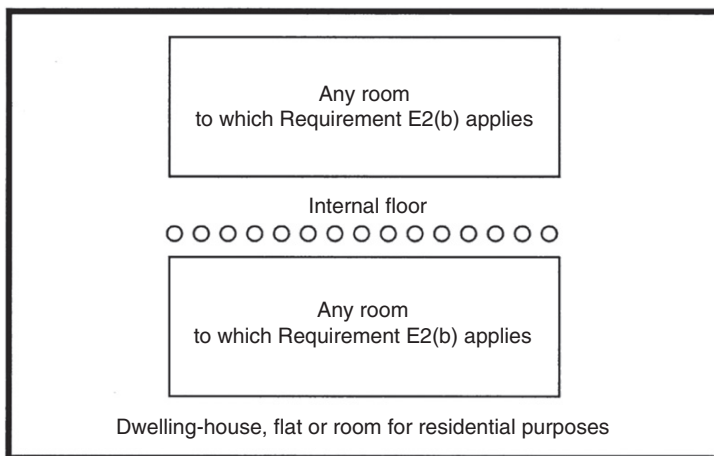 Any room
to which Requirement E2(b) applies
Internal floor
Any room
to which Requirement E2(b) applies
Dwelling-house, flat or room for residential purposes